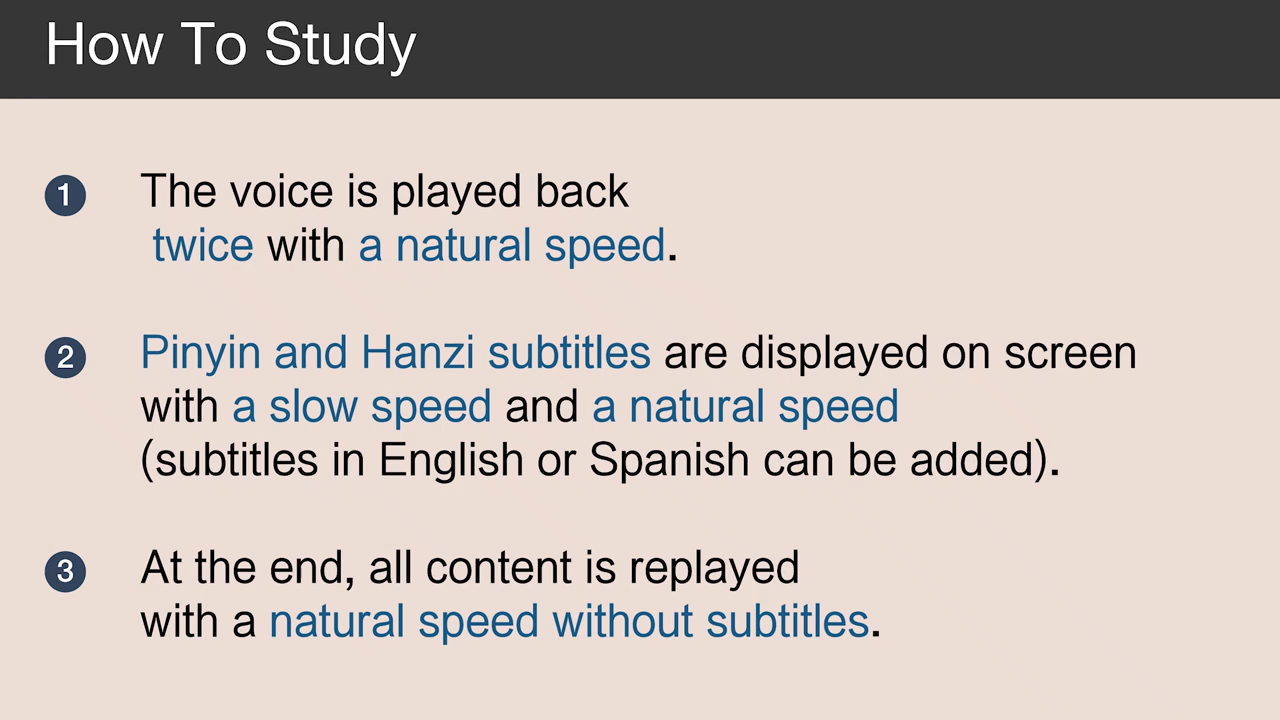 How To Study
1 The voice is played back
twice with a natural speed.
2 Pinyin and Hanzi subtitles are displayed on screen
with a slow speed and a natural speed
(subtitles in English or Spanish can be added).
3 At the end, all content is replayed
with a natural speed without subtitles.